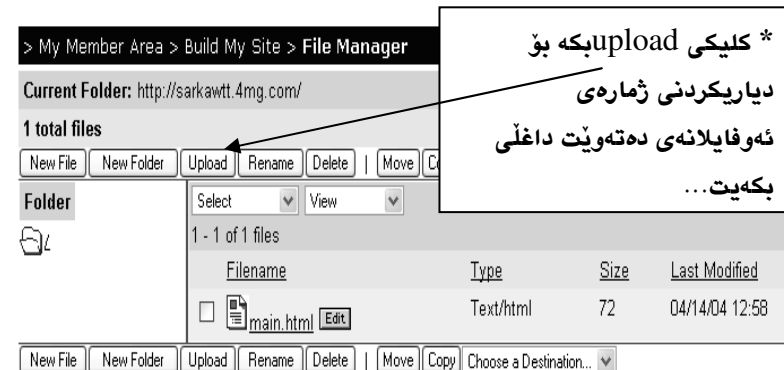 > My Member Area > Build My Site > File Manager
* کلیکی uploadبکه بۆ
دیاریکردنی ژمارەی
ئەوفایلانەی دەتەوێت داغڵی
بکەیت...
Current Folder: http://sarkawtt.4mg.com/
1 total files
New File New Folder Upload Rename Delete | Move
Folder Select View
1 - 1 of 1 files
Filename Type Size Last Modified
main.html Edit Text/html 72 04/14/04 12:58
New File New Folder Upload Rename Delete | Move Copy Choose a Destination...